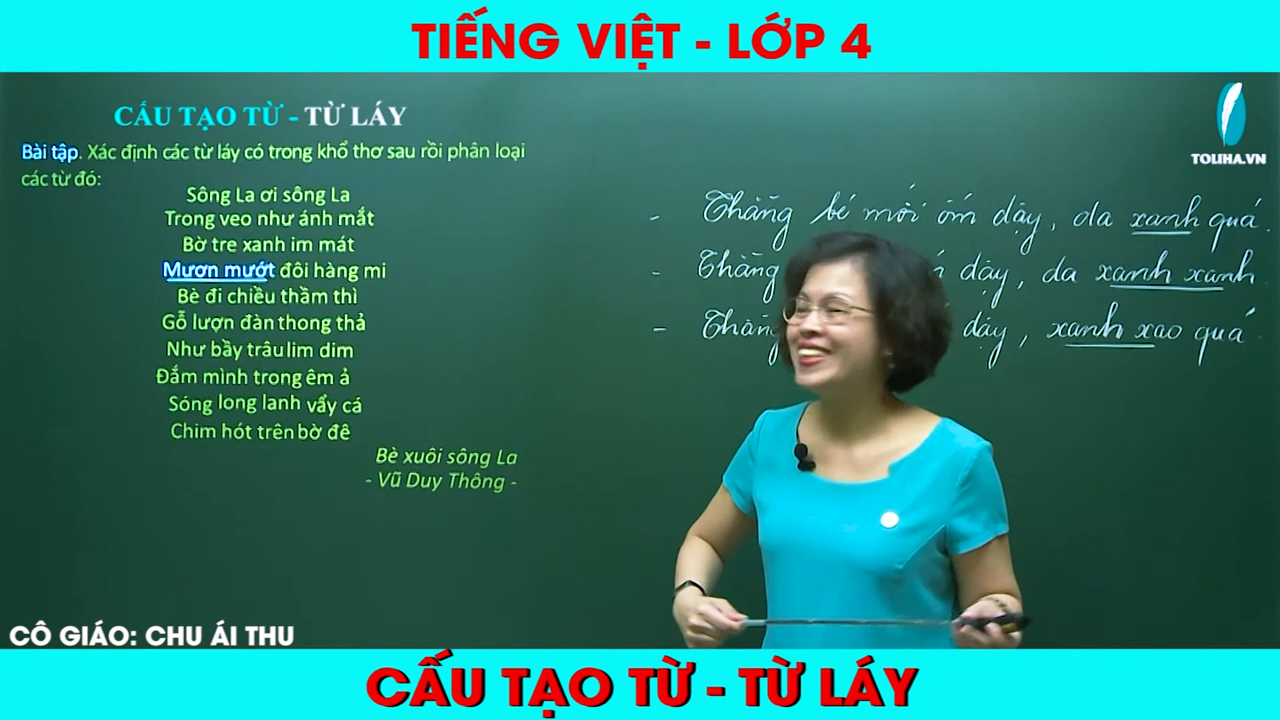 TIẾNG VIỆT - LỚP 4
CẤU TẠO TỪ - TỪ LÁY
Bài tập. Xác định các từ láy có trong khổ thơ sau rồi phân loại
các từ đó:
Sông La ơi sông La
Trong veo như ánh mắt
Bờ tre xanh im mát
Mươn mướt đôi hàng mi
Bè đi chiều thầm thì
Gỗ lượn đàn thong thả
Như bầy trâu lim dim
Đắm mình trong êm ả
Sóng long lanh vẩy cá
Chim hót trên bờ đê
Bè xuôi sông La
- Vũ Duy Thông -
TOLIHA.VN
- Thằng bé mới ốm dậy, da xanh quá.
- Thằng dậy, da xanh xanh.
- dậy, xanh xao quá.
CÔ GIÁO: CHU ÁI THU
CẤU TẠO TỪ - TỪ LÁY